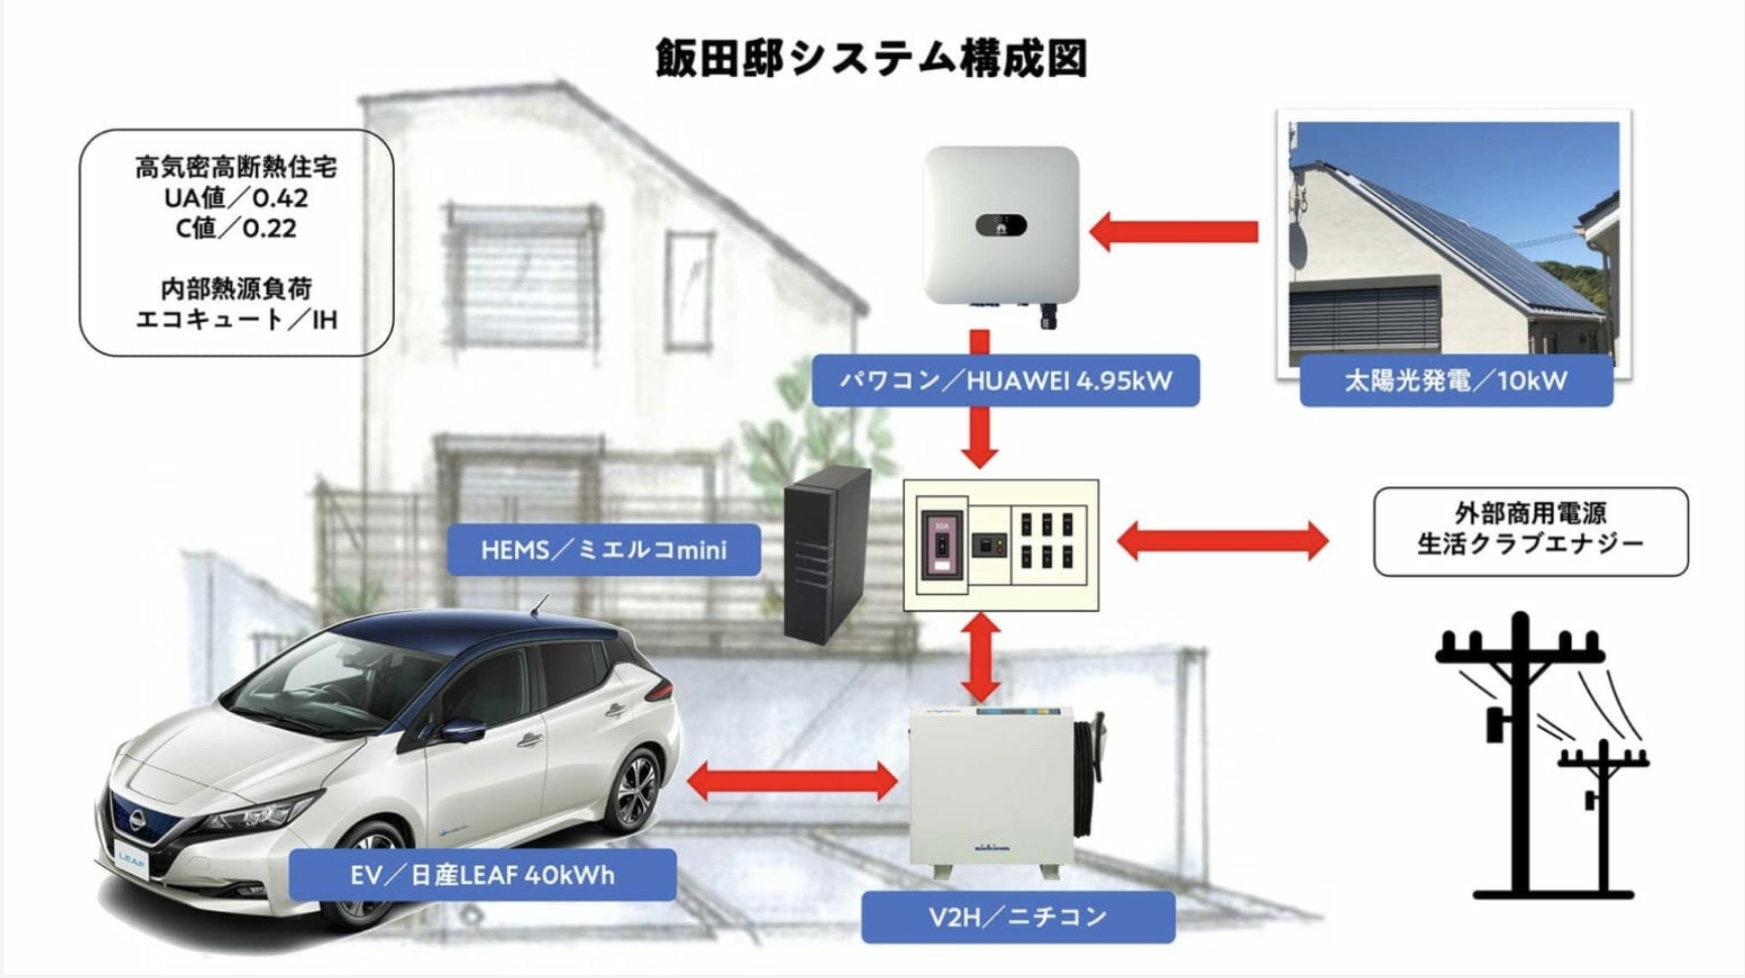 飯田邸システム構成図
高気密高断熱住宅
UA値／0.42
C値／0.22
内部熱源負荷
エコキュート／IH
パワコン／HUAWEI 4.95kW
太陽光発電／10kW
HEMS／ミエルコmini
50A
外部商用電源
生活クラブエナジー
LEAF
EV／日産LEAF 40kWh
nichicon
V2H／ニチコン